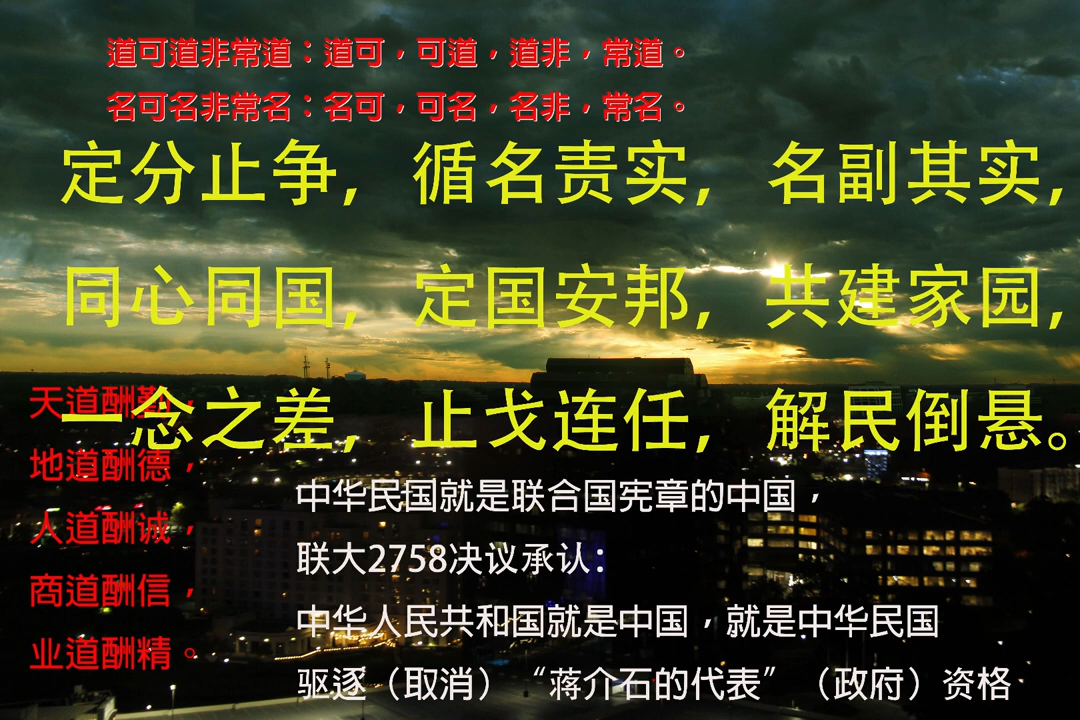 道可道非常道：道可，可道，道非，常道。
名可名非常名：名可，可名，名非，常名。
定分止争，循名责实，名副其实，
同心同国，定国安邦，共建家园，
一念之差，止戈连任，解民倒悬。
天道酬勤，
地道酬德，
人道酬诚，
商道酬信，
业道酬精。
中华民国就是联合国宪章的中国，
联大2758决议承认：
中华人民共和国就是中国，就是中华民国
驱逐（取消）“蒋介石的代表”（政府）资格